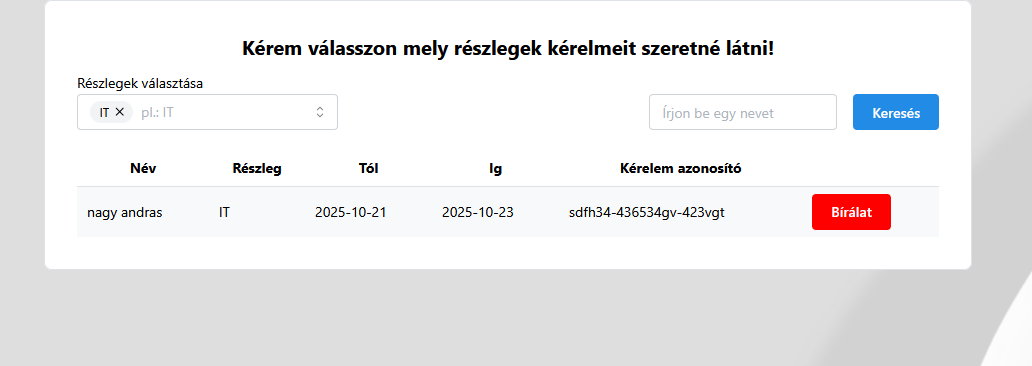 Kérem válasszon mely részlegek kérelmeit szeretné látni!
Részlegek választása
IT pl.: IT Írjon be egy nevet Keresés
Név Részleg Tól Ig Kérelem azonosító
nagy andras IT 2025-10-21 2025-10-23 sdfh34-436534gv-423vgt Bírálat